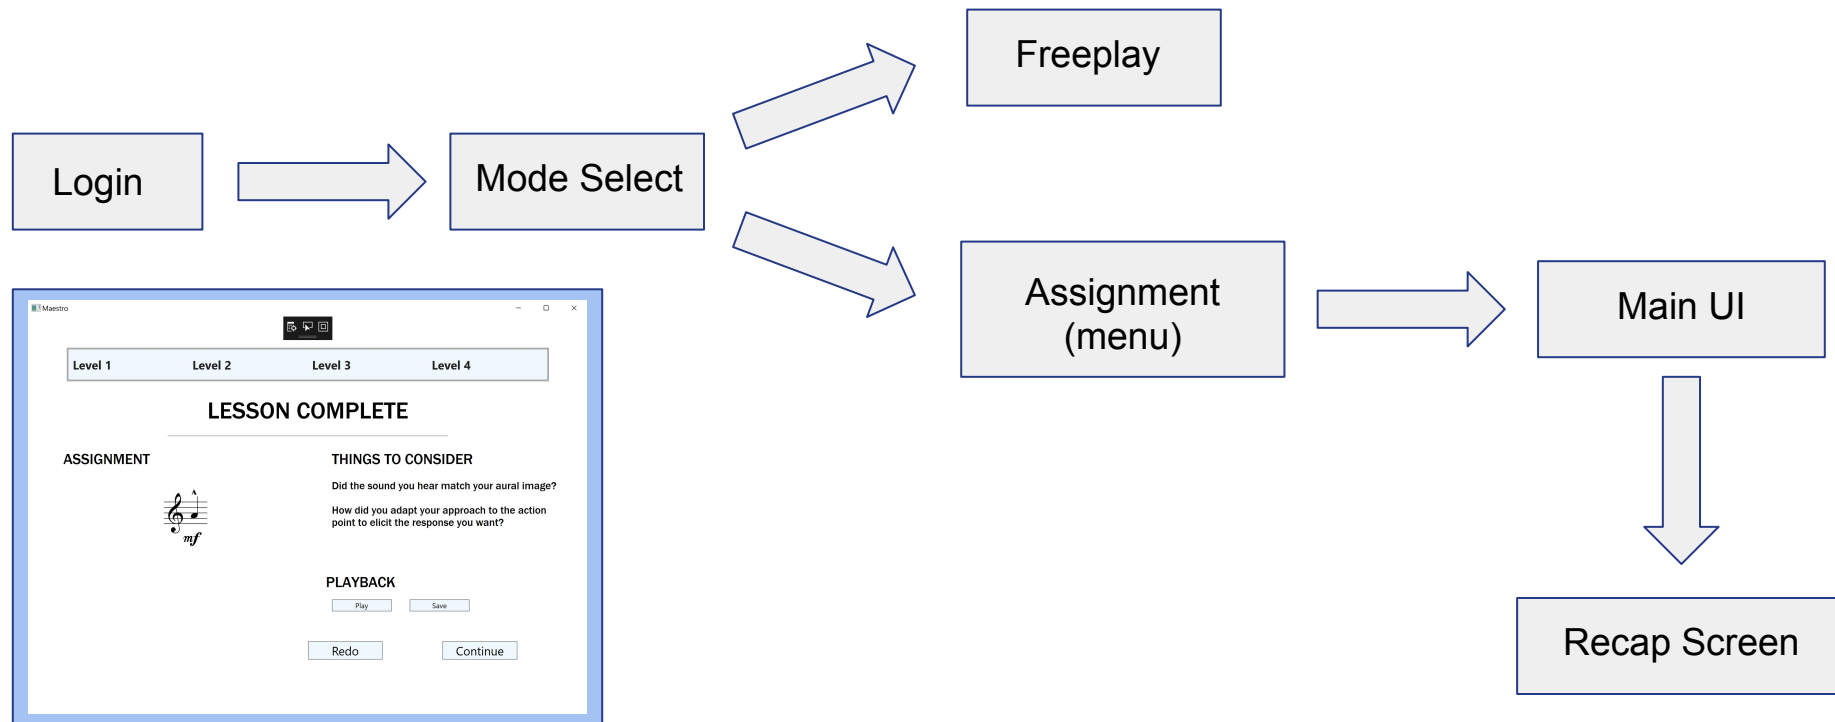 Freeplay
Login
Mode Select
Assignment
(menu)
Main UI
Recap Screen
Maestro
Level 1 Level 2 Level 3 Level 4
LESSON COMPLETE
ASSIGNMENT
mf
THINGS TO CONSIDER
Did the sound you hear match your aural image?
How did you adapt your approach to the action
point to elicit the response you want?
PLAYBACK
Play Save
Redo Continue